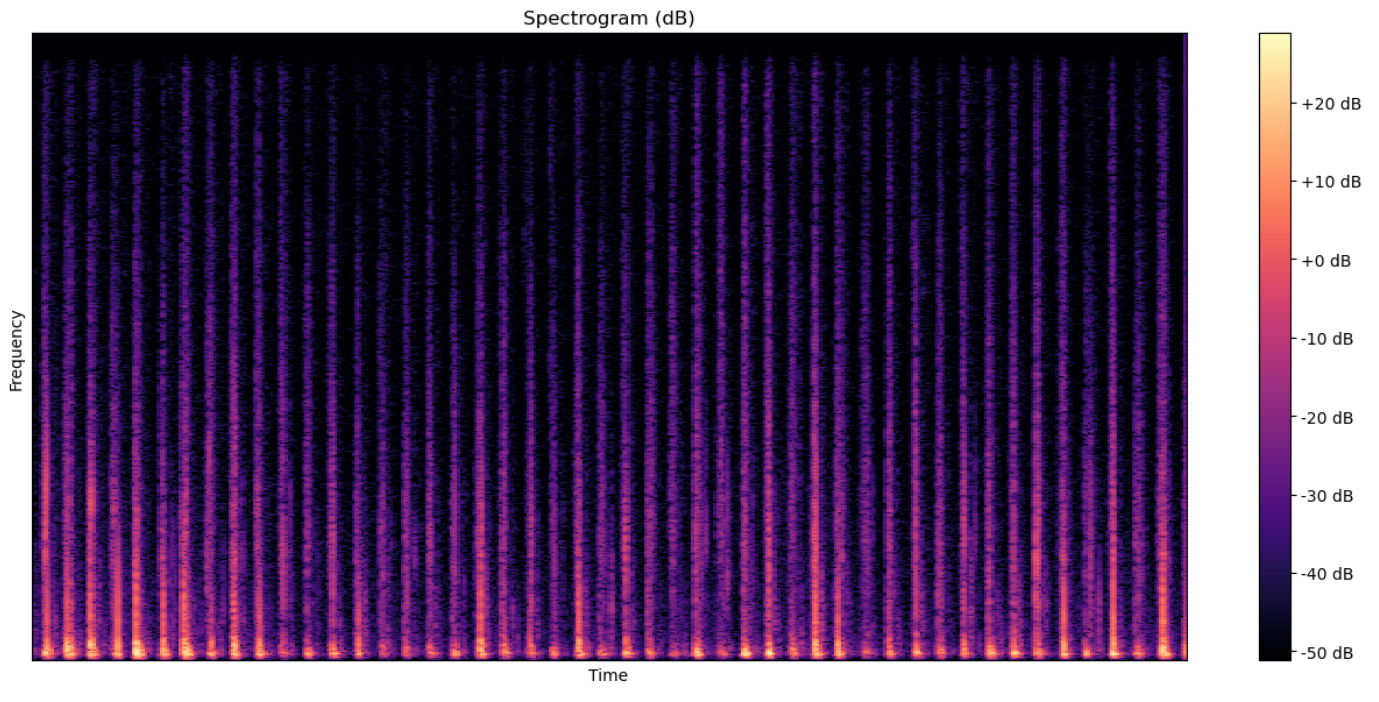 Spectrogram (dB)
+20 dB
+10 dB
+0 dB
-10 dB
-20 dB
-30 dB
-40 dB
-50 dB
Frequency
Time